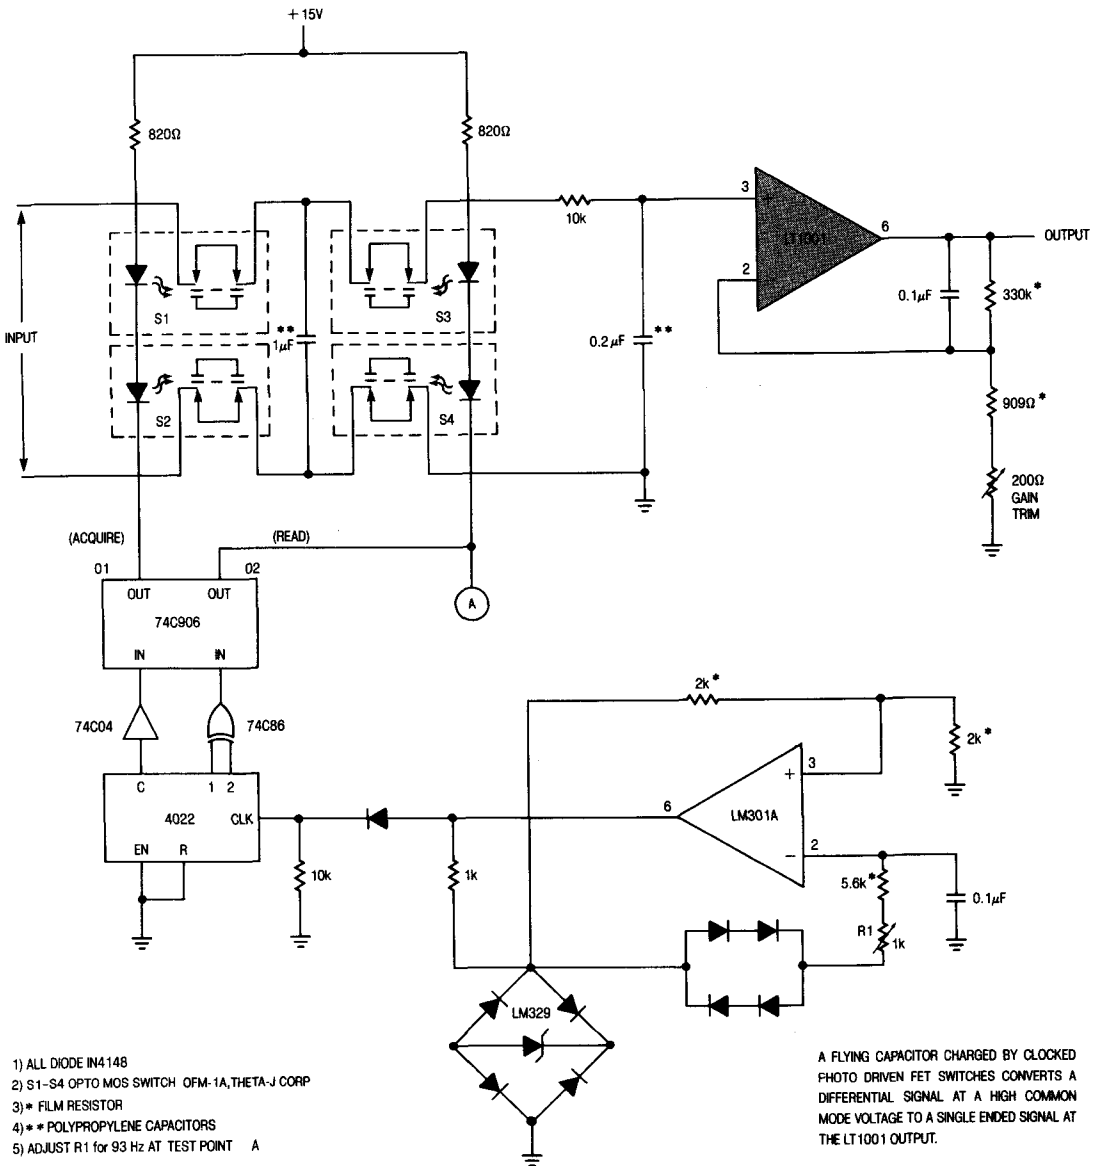 +15V
820Ω
820Ω
INPUT
S1
S2
S3
S4
** 1µF
10k
0.2µF **
3
2
6
LT1001
OUTPUT
0.1µF
330k*
909Ω*
200Ω
GAIN
TRIM
(ACQUIRE)
(READ)
A
01
02
OUT
OUT
74C906
IN
IN
74C04
74C86
C
1
2
4022
CLK
EN
R
10k
1k
6
LM301A
+
3
-
2
2k*
2k*
5.6k*
R1
1k
0.1µF
LM329
1) ALL DIODE IN4148
2) S1-S4 OPTO MOS SWITCH OFM-1A, THETA-J CORP
3) * FILM RESISTOR
4) * * POLYPROPYLENE CAPACITORS
5) ADJUST R1 for 93 Hz AT TEST POINT A
A FLYING CAPACITOR CHARGED BY CLOCKED
PHOTO DRIVEN FET SWITCHES CONVERTS A
DIFFERENTIAL SIGNAL AT A HIGH COMMON
MODE VOLTAGE TO A SINGLE ENDED SIGNAL AT
THE LT1001 OUTPUT.